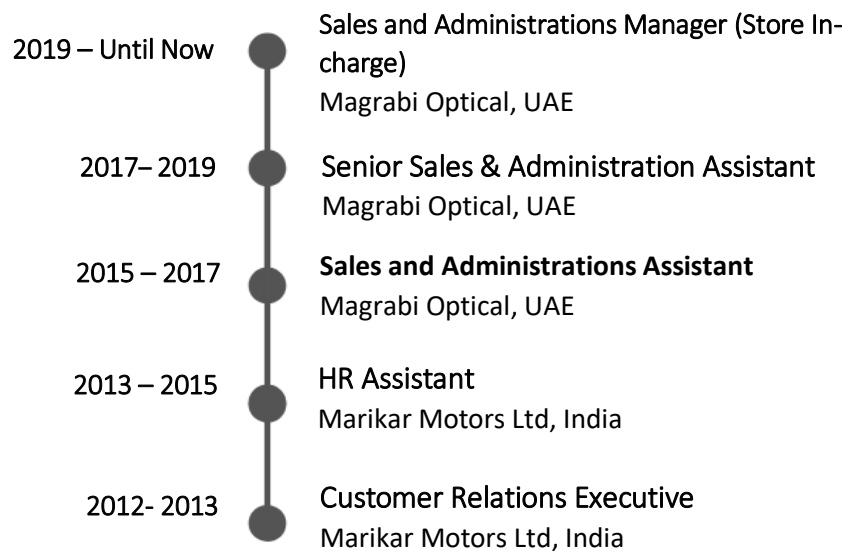 2019 – Until Now
Sales and Administrations Manager (Store In-
charge)
Magrabi Optical, UAE
2017– 2019
Senior Sales & Administration Assistant
Magrabi Optical, UAE
2015 – 2017
Sales and Administrations Assistant
Magrabi Optical, UAE
2013 – 2015
HR Assistant
Marikar Motors Ltd, India
2012- 2013
Customer Relations Executive
Marikar Motors Ltd, India